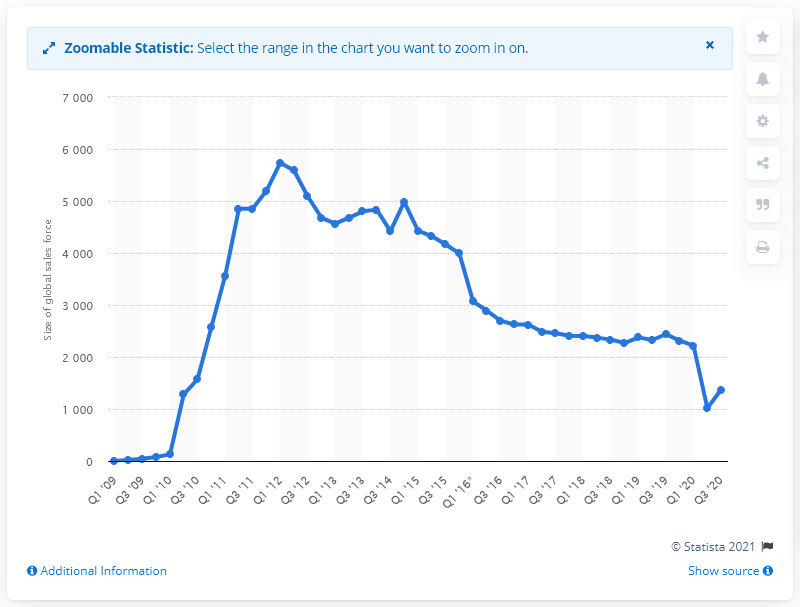 Zoomable Statistic: Select the range in the chart you want to zoom in on.
Size of global sales force
7 000
6 000
5 000
4 000
3 000
2 000
1 000
0
Q1 '09
Q3 '09
Q1 '10
Q3 '10
Q1 '11
Q3 '11
Q1 '12
Q3 '12
Q1 '13
Q3 '13
Q1 '14
Q3 '14
Q1 '15
Q3 '15
Q1 '16*
Q3 '16
Q1 '17
Q3 '17
Q1 '18
Q3 '18
Q1 '19
Q3 '19
Q1 '20
Q3 '20
© Statista 2021
Additional Information
Show source